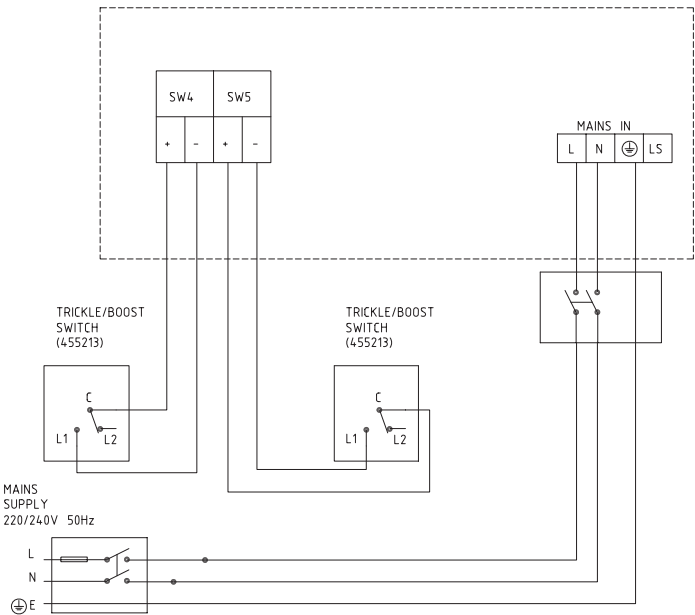 SW4 SW5
+ - + -
MAINS IN
L N LS
TRICKLE/BOOST
SWITCH
(455213)
C
L1 L2
TRICKLE/BOOST
SWITCH
(455213)
C
L1 L2
MAINS
SUPPLY
220/240V 50Hz
L
N
E